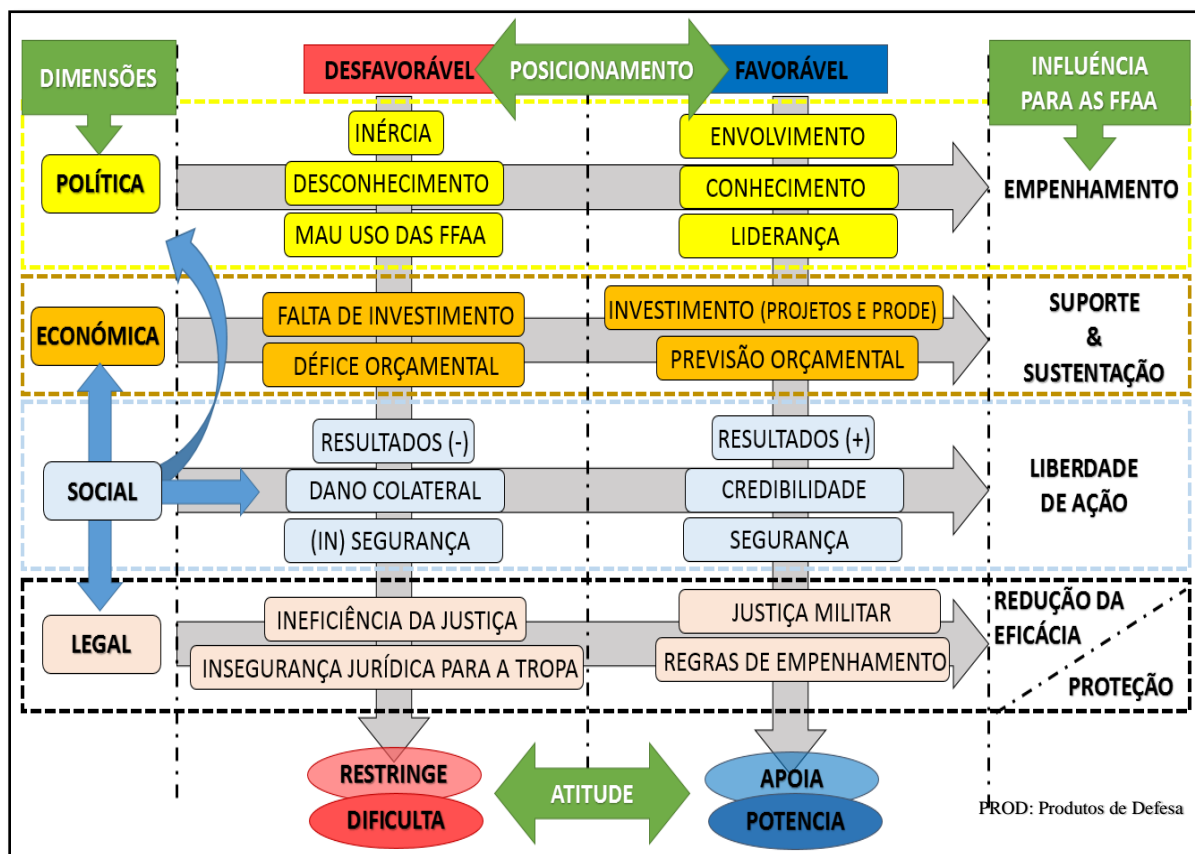 DIMENSÕES
DESFAVORÁVEL
POSICIONAMENTO
FAVORÁVEL
INFLUÉNCIA
PARA AS FFAA
POLÍTICA
INÉRCIA
DESCONHECIMENTO
MAU USO DAS FFAA
ENVOLVIMENTO
CONHECIMENTO
LIDERANÇA
EMPENHAMENTO
ECONÓMICA
FALTA DE INVESTIMENTO
DÉFICE ORÇAMENTAL
INVESTIMENTO (PROJETOS E PRODE)
PREVISÃO ORÇAMENTAL
SUPORTE
&
SUSTENTAÇÃO
SOCIAL
RESULTADOS (-)
DANO COLATERAL
(IN) SEGURANÇA
RESULTADOS (+)
CREDIBILIDADE
SEGURANÇA
LIBERDADE
DE AÇÃO
LEGAL
INEFICIÊNCIA DA JUSTIÇA
INSEGURANÇA JURÍDICA PARA A TROPA
JUSTIÇA MILITAR
REGRAS DE EMPENHAMENTO
REDUÇÃO DA
EFICÁCIA
PROTEÇÃO
RESTRINGE
DIFICULTA
ATITUDE
APOIA
POTENCIA
PROD: Produtos de Defesa